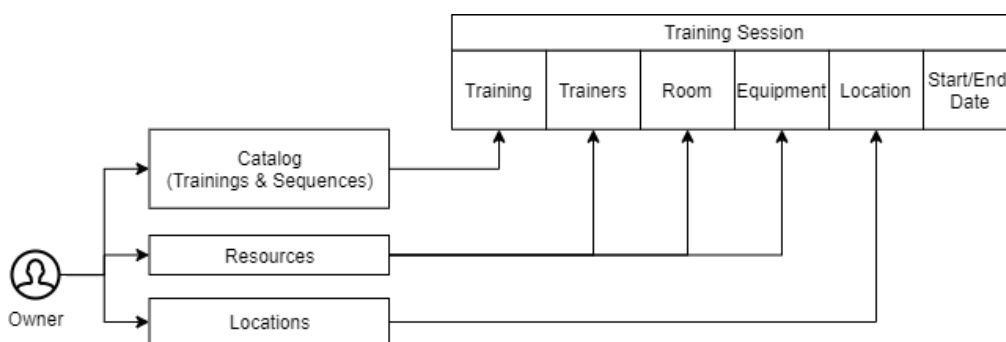 Training Session
Training
Trainers
Room
Equipment
Location
Start/End
Date
Catalog
(Trainings & Sequences)
Resources
Owner
Locations